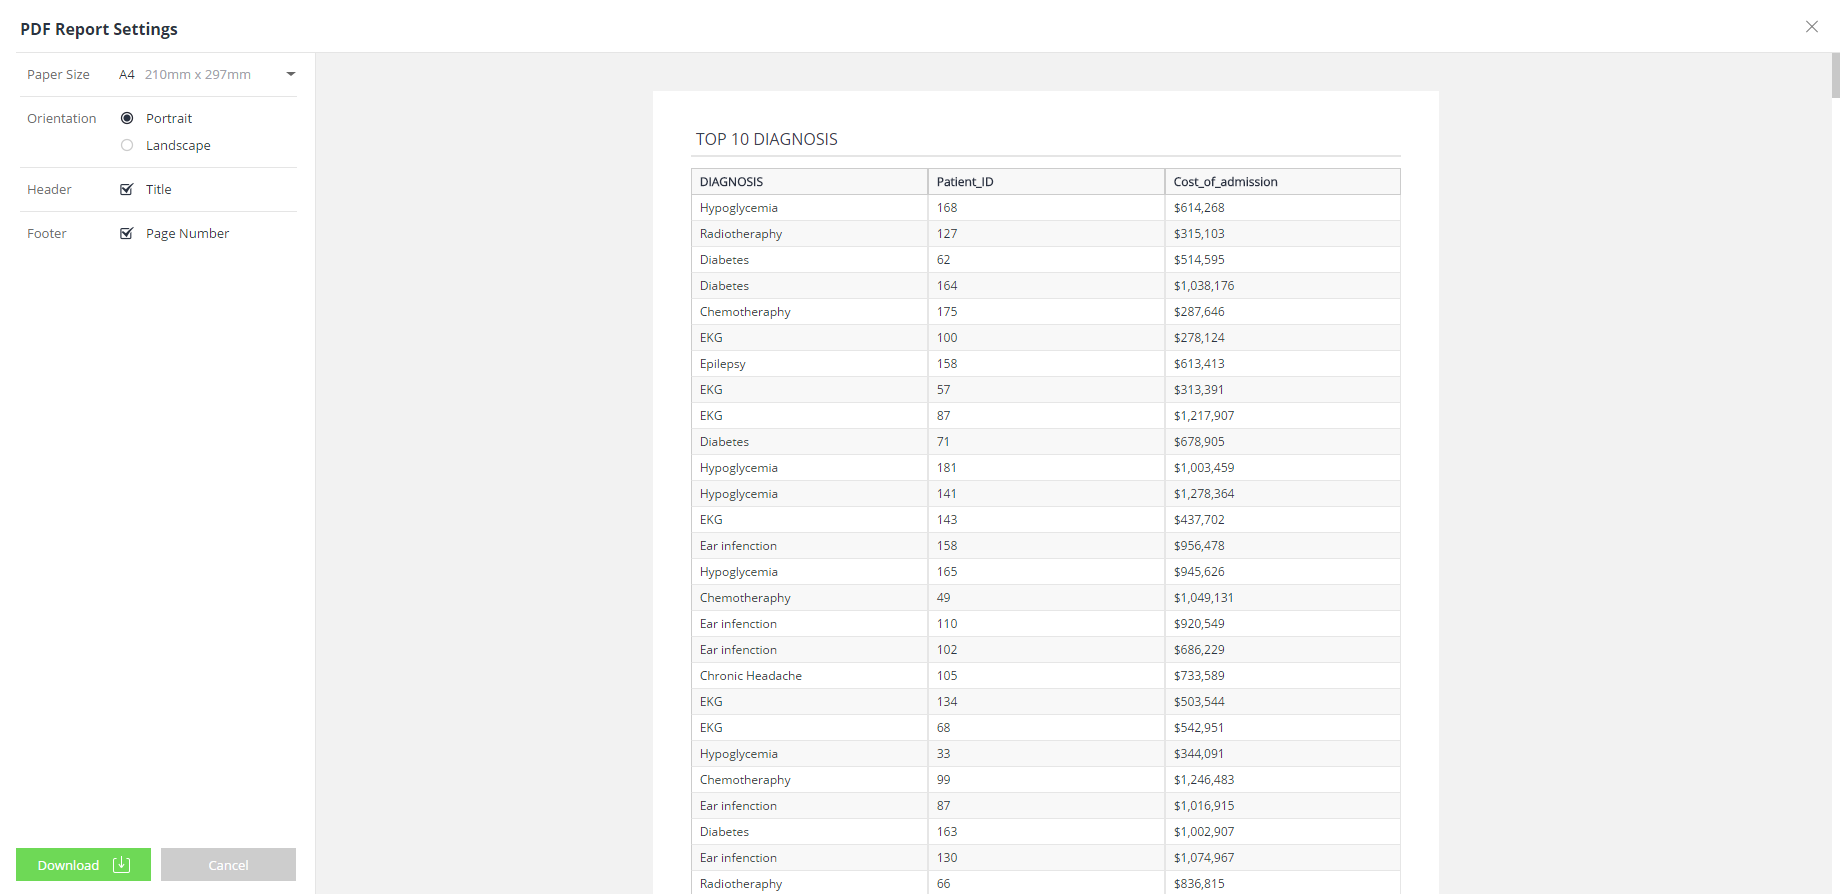 PDF Report Settings
Paper Size A4 210mm x 297mm
Orientation Portrait
Landscape
Header Title
Footer Page Number
Download Cancel
TOP 10 DIAGNOSIS
DIAGNOSIS Patient_ID Cost_of_admission
Hypoglycemia 168 $614,268
Radiotheraphy 127 $315,103
Diabetes 62 $514,595
Diabetes 164 $1,038,176
Chemotheraphy 175 $287,646
EKG 100 $278,124
Epilepsy 158 $613,413
EKG 57 $313,391
EKG 87 $1,217,907
Diabetes 71 $678,905
Hypoglycemia 181 $1,003,459
Hypoglycemia 141 $1,278,364
EKG 143 $437,702
Ear infenction 158 $956,478
Hypoglycemia 165 $945,626
Chemotheraphy 49 $1,049,131
Ear infenction 110 $920,549
Ear infenction 102 $686,229
Chronic Headache 105 $733,589
EKG 134 $503,544
EKG 68 $542,951
Hypoglycemia 33 $344,091
Chemotheraphy 99 $1,246,483
Ear infenction 87 $1,016,915
Diabetes 163 $1,002,907
Ear infenction 130 $1,074,967
Radiotheraphy 66 $836,815